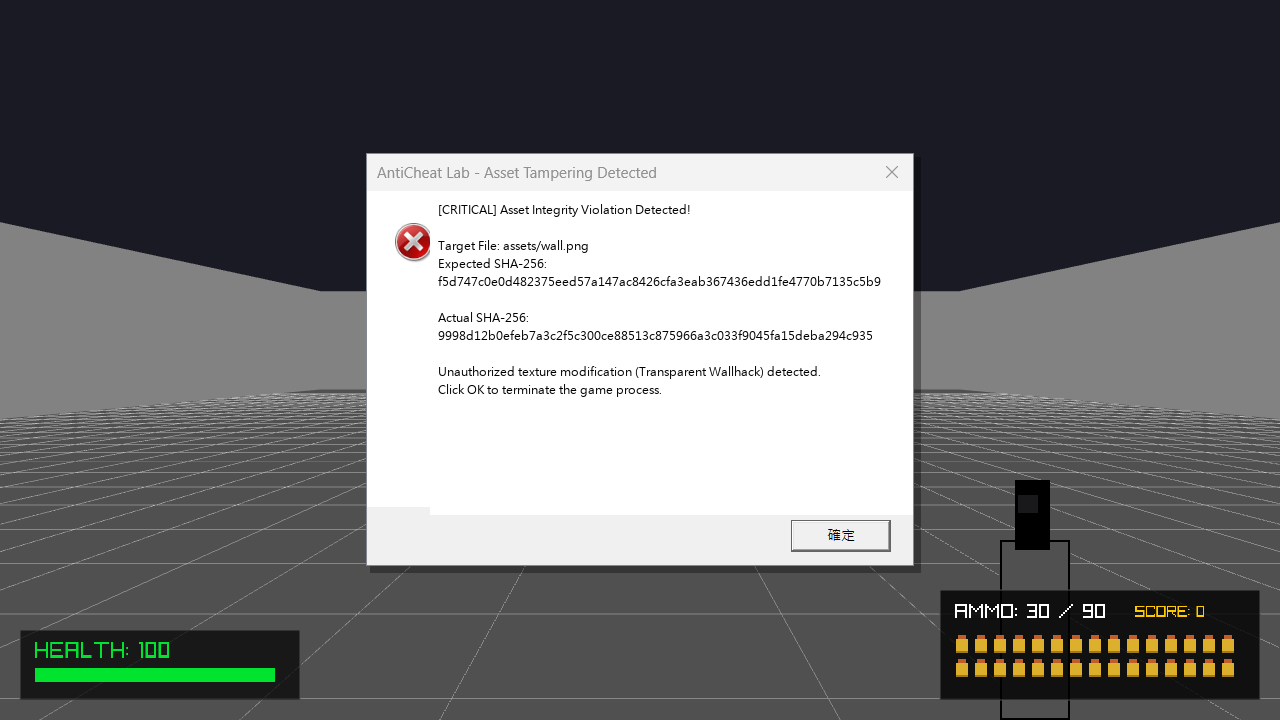 AntiCheat Lab - Asset Tampering Detected
[CRITICAL] Asset Integrity Violation Detected!
Target File: assets/wall.png
Expected SHA-256:
f5d747c0e0d482375eed57a147ac8426cfa3eab367436edd1fe4770b7135c5b9
Actual SHA-256:
9998d12b0efeb7a3c2f5c300ce88513c875966a3c033f9045fa15deba294c935
Unauthorized texture modification (Transparent Wallhack) detected.
Click OK to terminate the game process.
確定
HEALTH: 100
AMMO: 30 / 90
SCORE: 0